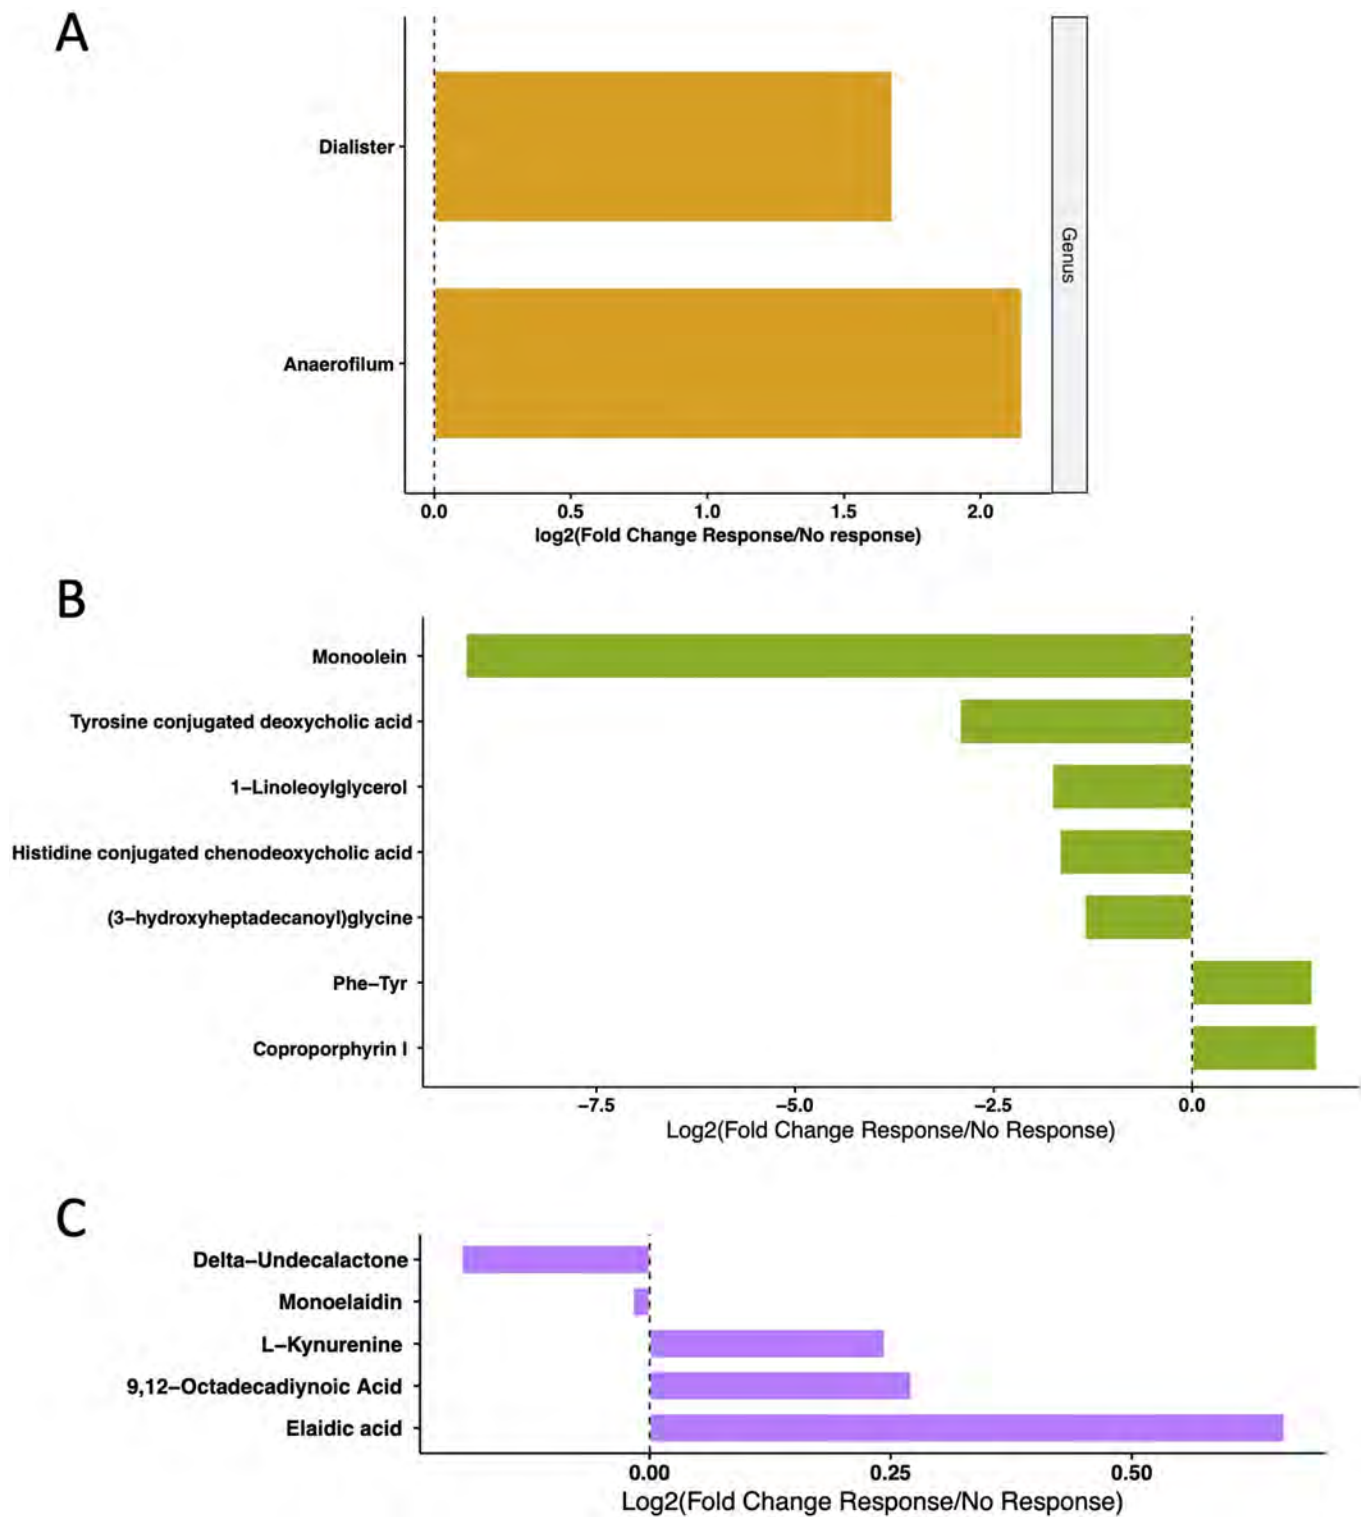 A
Dialister
Anaerofilum
Genus
0.0 0.5 1.0 1.5 2.0
log2(Fold Change Response/No response)
B
Monoolein
Tyrosine conjugated deoxycholic acid
1−Linoleoylglycerol
Histidine conjugated chenodeoxycholic acid
(3−hydroxyheptadecanoyl)glycine
Phe−Tyr
Coproporphyrin I
−7.5 −5.0 −2.5 0.0
Log2(Fold Change Response/No Response)
C
Delta−Undecalactone
Monoelaidin
L−Kynurenine
9,12−Octadecadiynoic Acid
Elaidic acid
0.00 0.25 0.50
Log2(Fold Change Response/No Response)